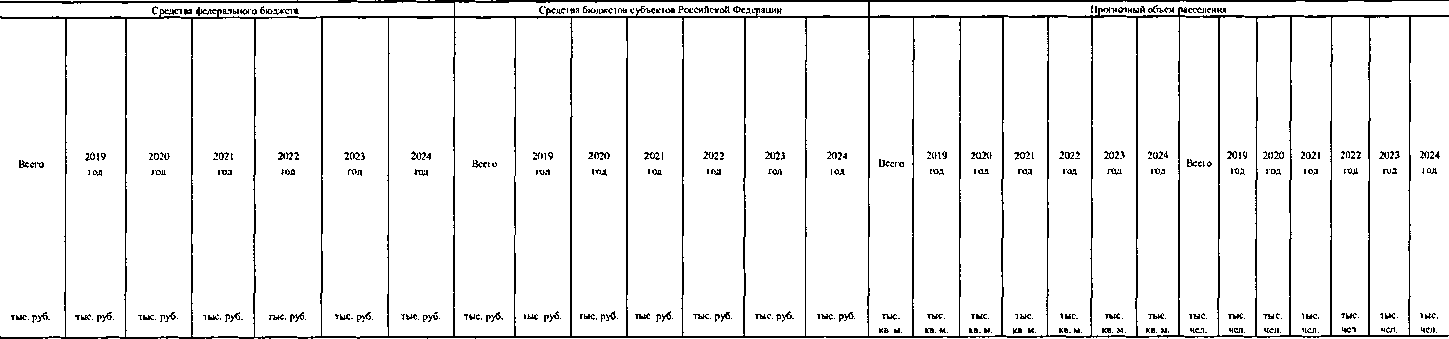 Средства федерального бюджета Средства бюджетов субъектов Российской Федерации Прогнозный объем расселения
Всего 2019 год 2020 год 2021 год 2022 год 2023 год 2024 год Всего 2019 год 2020 год 2021 год 2022 год 2023 год 2024 год Всего 2019 год 2020 год 2021 год 2022 год 2023 год 2024 год Всего 2019 год 2020 год 2021 год 2022 год 2023 год 2024 год
тыс. руб. тыс. руб. тыс. руб. тыс. руб. тыс. руб. тыс. руб. тыс. руб. тыс. руб. тыс. руб. тыс. руб. тыс. руб. тыс. руб. тыс. руб. тыс. руб. тыс. кв. м. тыс. кв. м. тыс. кв. м. тыс. кв. м. тыс. кв. м. тыс. кв. м. тыс. кв. м. тыс. чел. тыс. чел. тыс. чел. тыс. чел. тыс. чел. тыс. чел. тыс. чел.